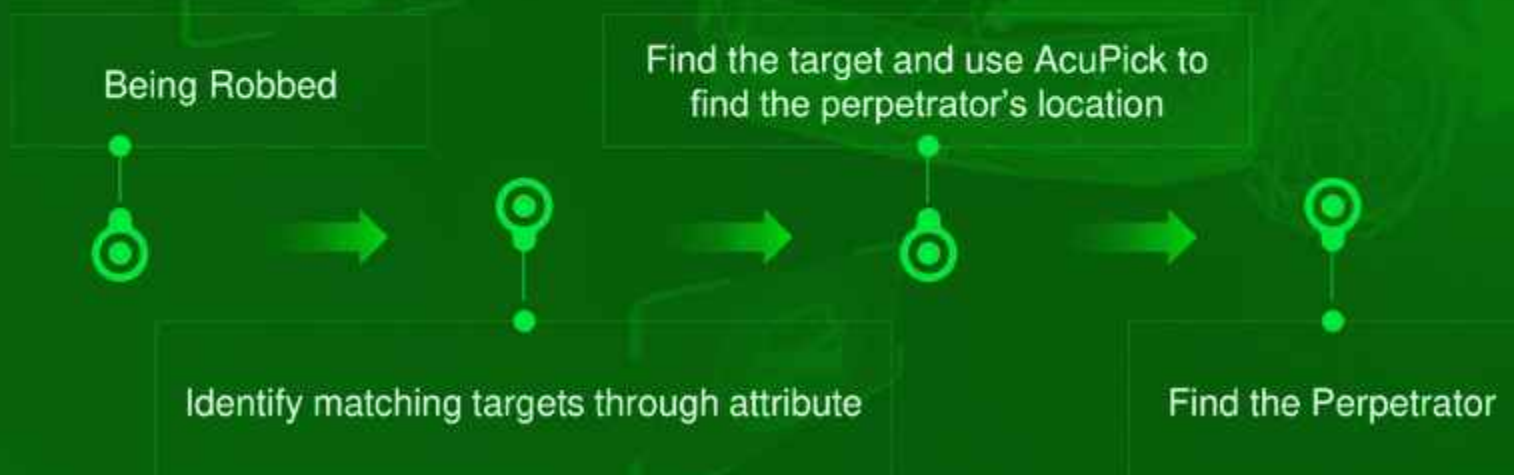 Being Robbed
Find the target and use AcuPick to
find the perpetrator's location
Identify matching targets through attribute
Find the Perpetrator